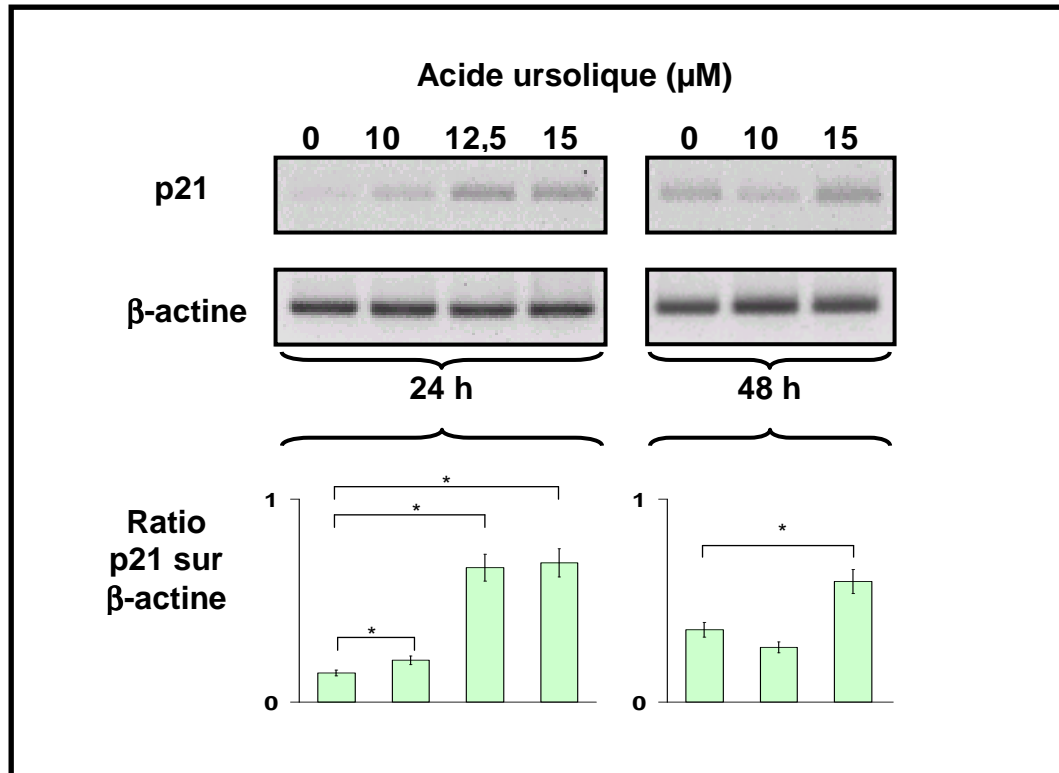 Acide ursolique (µM)
0 10 12,5 15 0 10 15
p21
β-actine
24 h 48 h
1 * * * 0
1 * 0
Ratio
p21 sur
β-actine